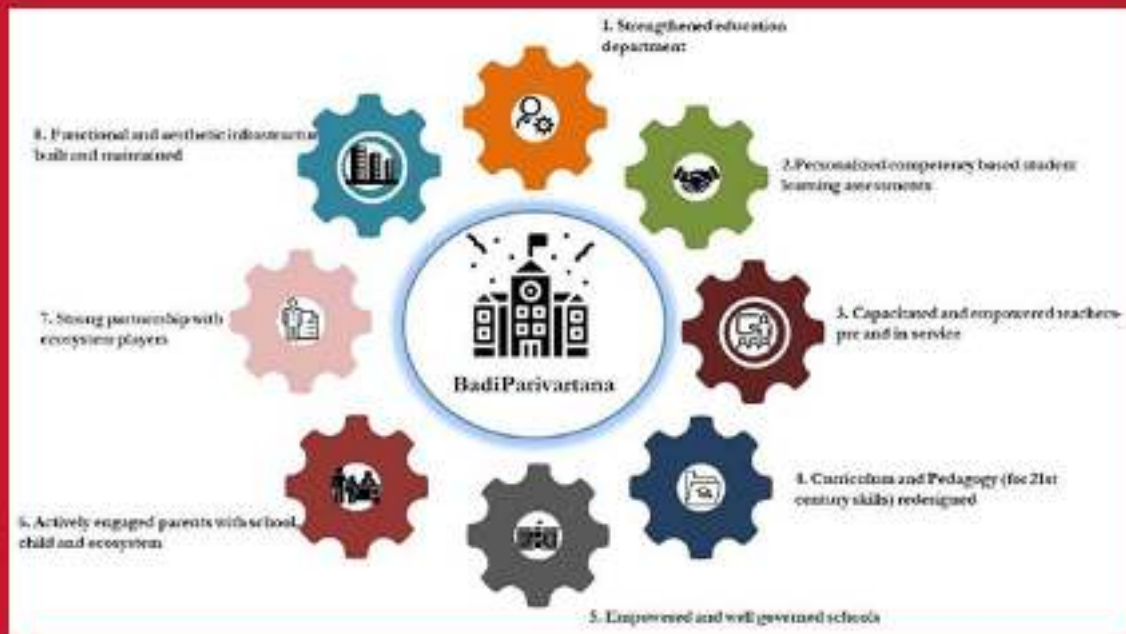 1. Strengthened education
department
2.Personalized competency based student
learning assessments
3. Capacitated and empowered teachers-
pre and in service
4. Curriculum and Pedagogy (for 21st
century skills) redesigned
5. Empowered and well governed schools
6. Actively engaged parents with school,
child and ecosystem
7. Strong partnership with
ecosystem players
8. Functional and aesthetic infrastructure
built and maintained
BadiParivartana